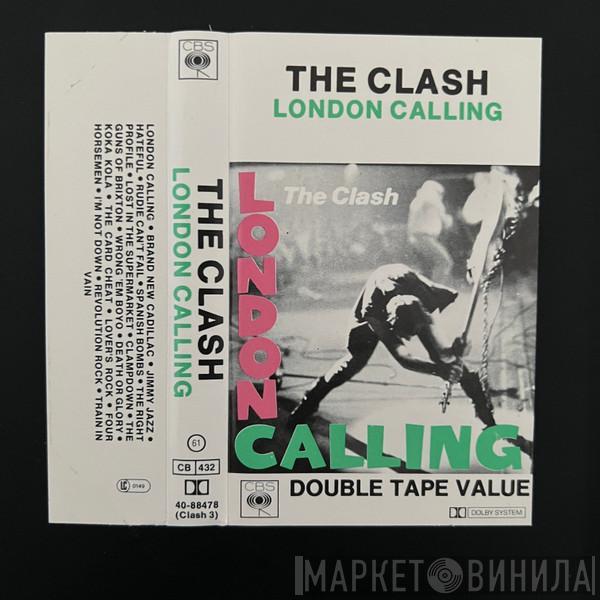 LONDON CALLING • BRAND NEW CADILLAC • JIMMY JAZZ •
HATEFUL • RUDIE CAN'T FAIL • SPANISH BOMBS • THE RIGHT
PROFILE • LOST IN THE SUPERMARKET • CLAMPDOWN • THE
GUNS OF BRIXTON • WRONG 'EM BOYO • DEATH OR GLORY •
KOKA KOLA • THE CARD CHEAT • LOVER'S ROCK • FOUR
HORSEMEN • I'M NOT DOWN • REVOLUTION ROCK • TRAIN IN
VAIN
LC 0149
CBS
THE CLASH
LONDON CALLING
61
CB 432
40-88478
(Clash 3)
THE CLASH
LONDON CALLING
The Clash
LONDON
CALLING
CBS
DOUBLE TAPE VALUE
DOLBY SYSTEM
МАРКЕТ ВИНИЛА